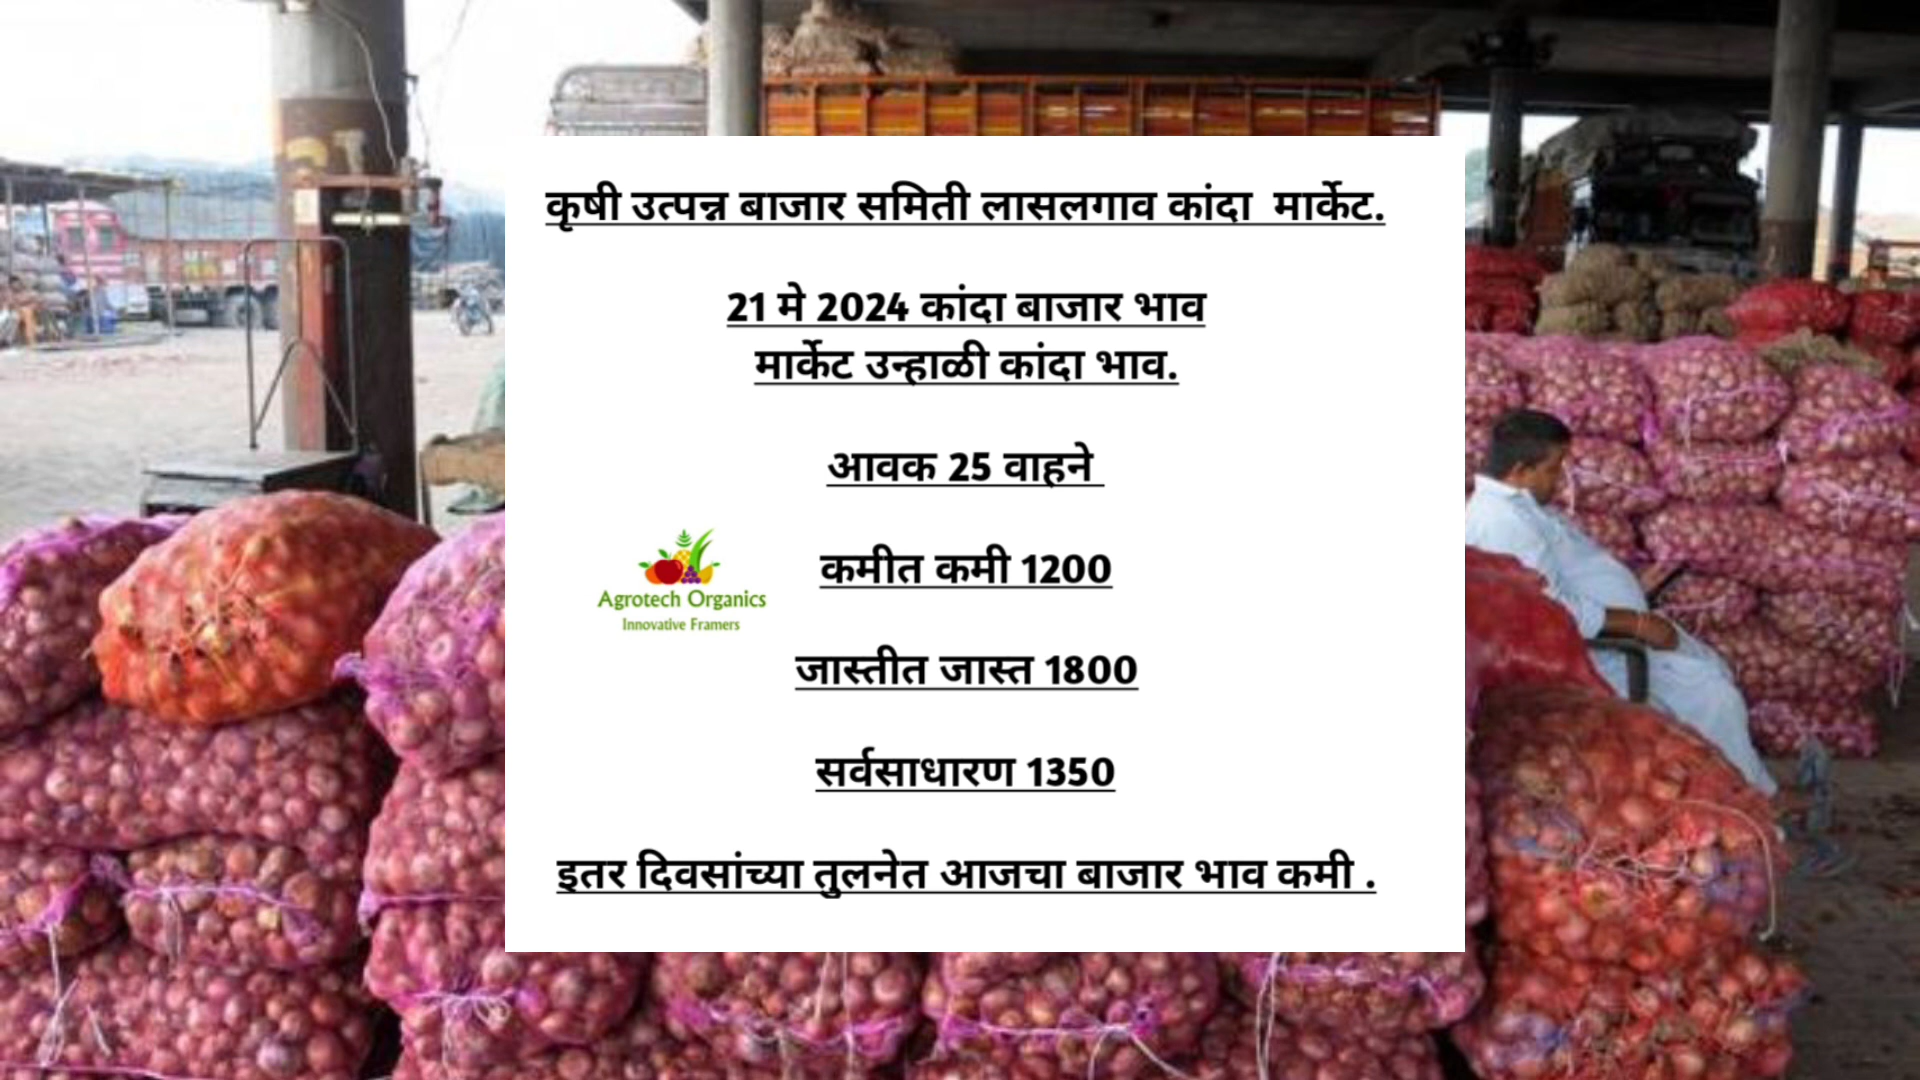 कृषी उत्पन्न बाजार समिती लासलगाव कांदा मार्केट.
21 मे 2024 कांदा बाजार भाव
मार्केट उन्हाळी कांदा भाव.
आवक 25 वाहने
कमीत कमी 1200
Agrotech Organics
Innovative Framers
जास्तीत जास्त 1800
सर्वसाधारण 1350
इतर दिवसांच्या तुलनेत आजचा बाजार भाव कमी .